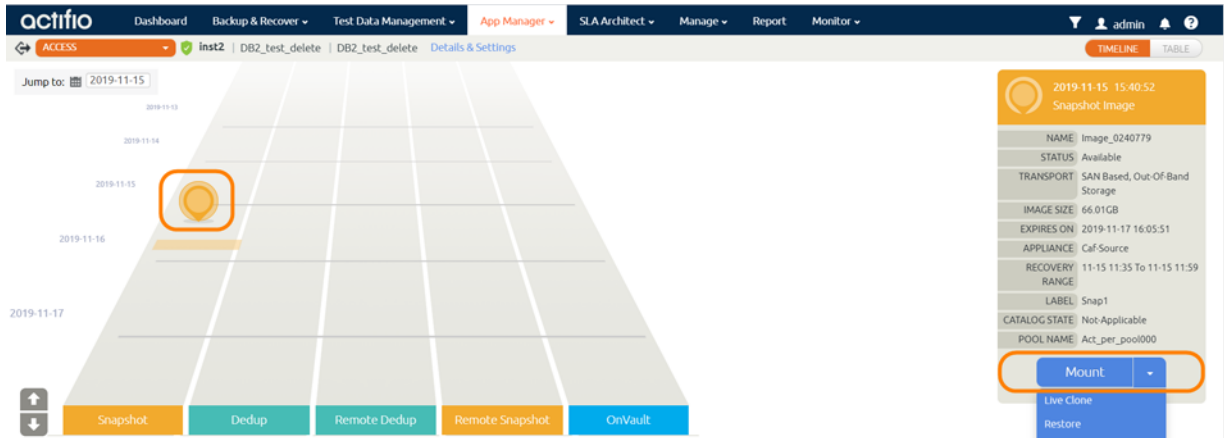 actifio Dashboard Backup & Recover Test Data Management App Manager SLA Architect Manage Report Monitor admin ?
ACCESS inst2 | DB2_test_delete | DB2_test_delete Details & Settings TIMELINE TABLE
Jump to: 2019-11-15
2019-11-13
2019-11-14
2019-11-15
2019-11-16
2019-11-17
Snapshot Dedup Remote Dedup Remote Snapshot OnVault
2019-11-15 15:40:52
Snapshot Image
NAME Image_0240779
STATUS Available
TRANSPORT SAN Based, Out-Of-Band
Storage
IMAGE SIZE 66.01GB
EXPIRES ON 2019-11-17 16:05:51
APPLIANCE Caf-Source
RECOVERY 11-15 11:35 To 11-15 11:59
RANGE
LABEL Snap1
CATALOG STATE Not-Applicable
POOL NAME Act_per_pool000
Mount
Live Clone
Restore